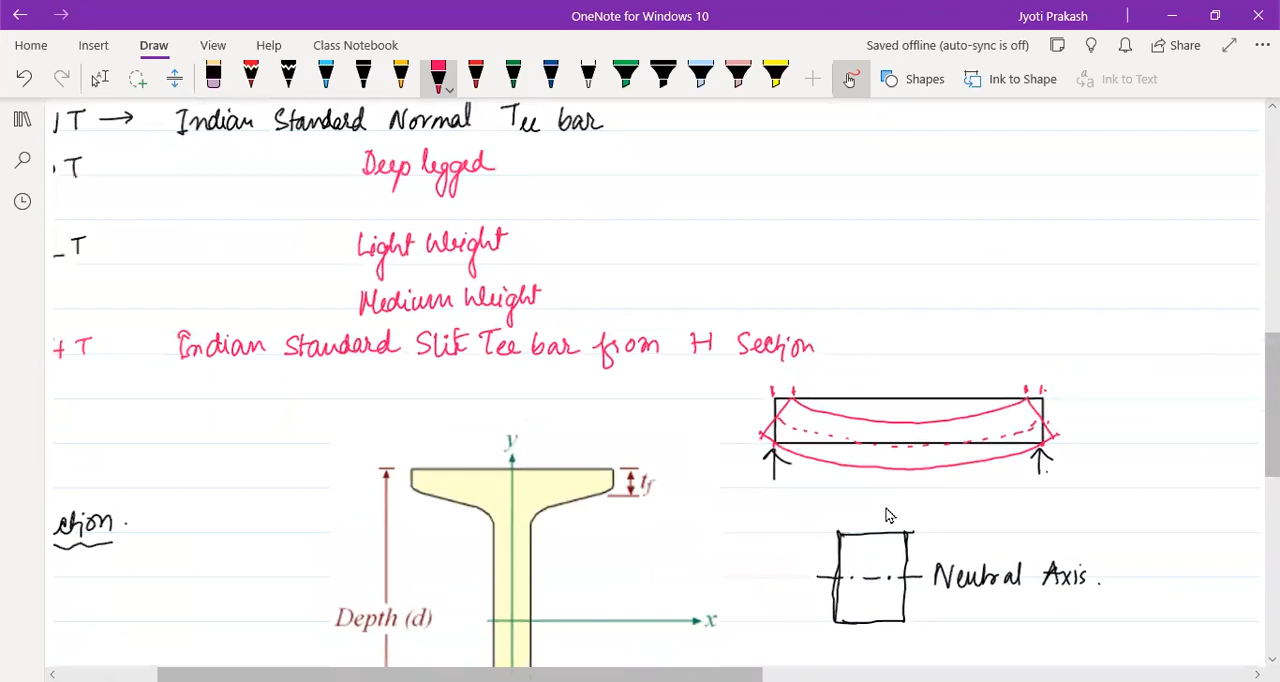 OneNote for Windows 10
Jyoti Prakash
Home Insert Draw View Help Class Notebook
Saved offline (auto-sync is off)
Share
Shapes Ink to Shape Ink to Text
T → Indian Standard Normal Tee bar
T Deep legged
T Light Weight
Medium Weight
T Indian Standard Slit Tee bar from H Section
y
tf
ction.
Neutral Axis.
Depth (d)
x